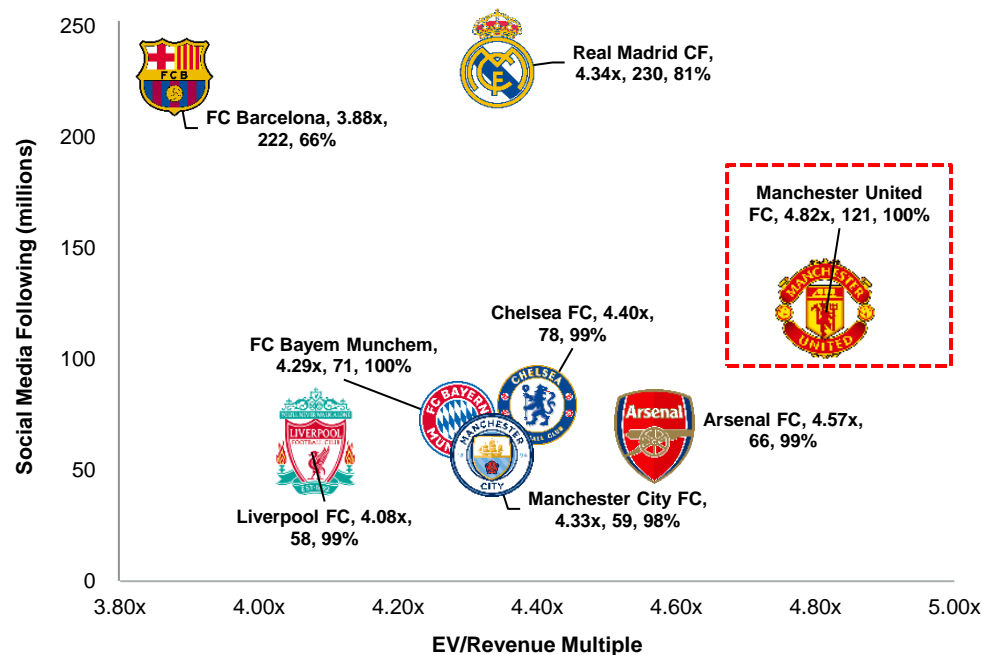 250
200
150
100
50
0
Social Media Following (millions)
FCB
FC Barcelona, 3.88x,
222, 66%
Real Madrid CF,
4.34x, 230, 81%
Manchester United
FC, 4.82x, 121, 100%
MANCHESTER
UNITED
Chelsea FC, 4.40x,
78, 99%
CHELSEA
FC Bayem Munchem,
4.29x, 71, 100%
FC BAYERN
MANCHESTER
CITY
Manchester City FC,
4.33x, 59, 98%
LIVERPOOL
FOOTBALL CLUB
Liverpool FC, 4.08x,
58, 99%
Arsenal
Arsenal FC, 4.57x,
66, 99%
3.80x 4.00x 4.20x 4.40x 4.60x 4.80x 5.00x
EV/Revenue Multiple